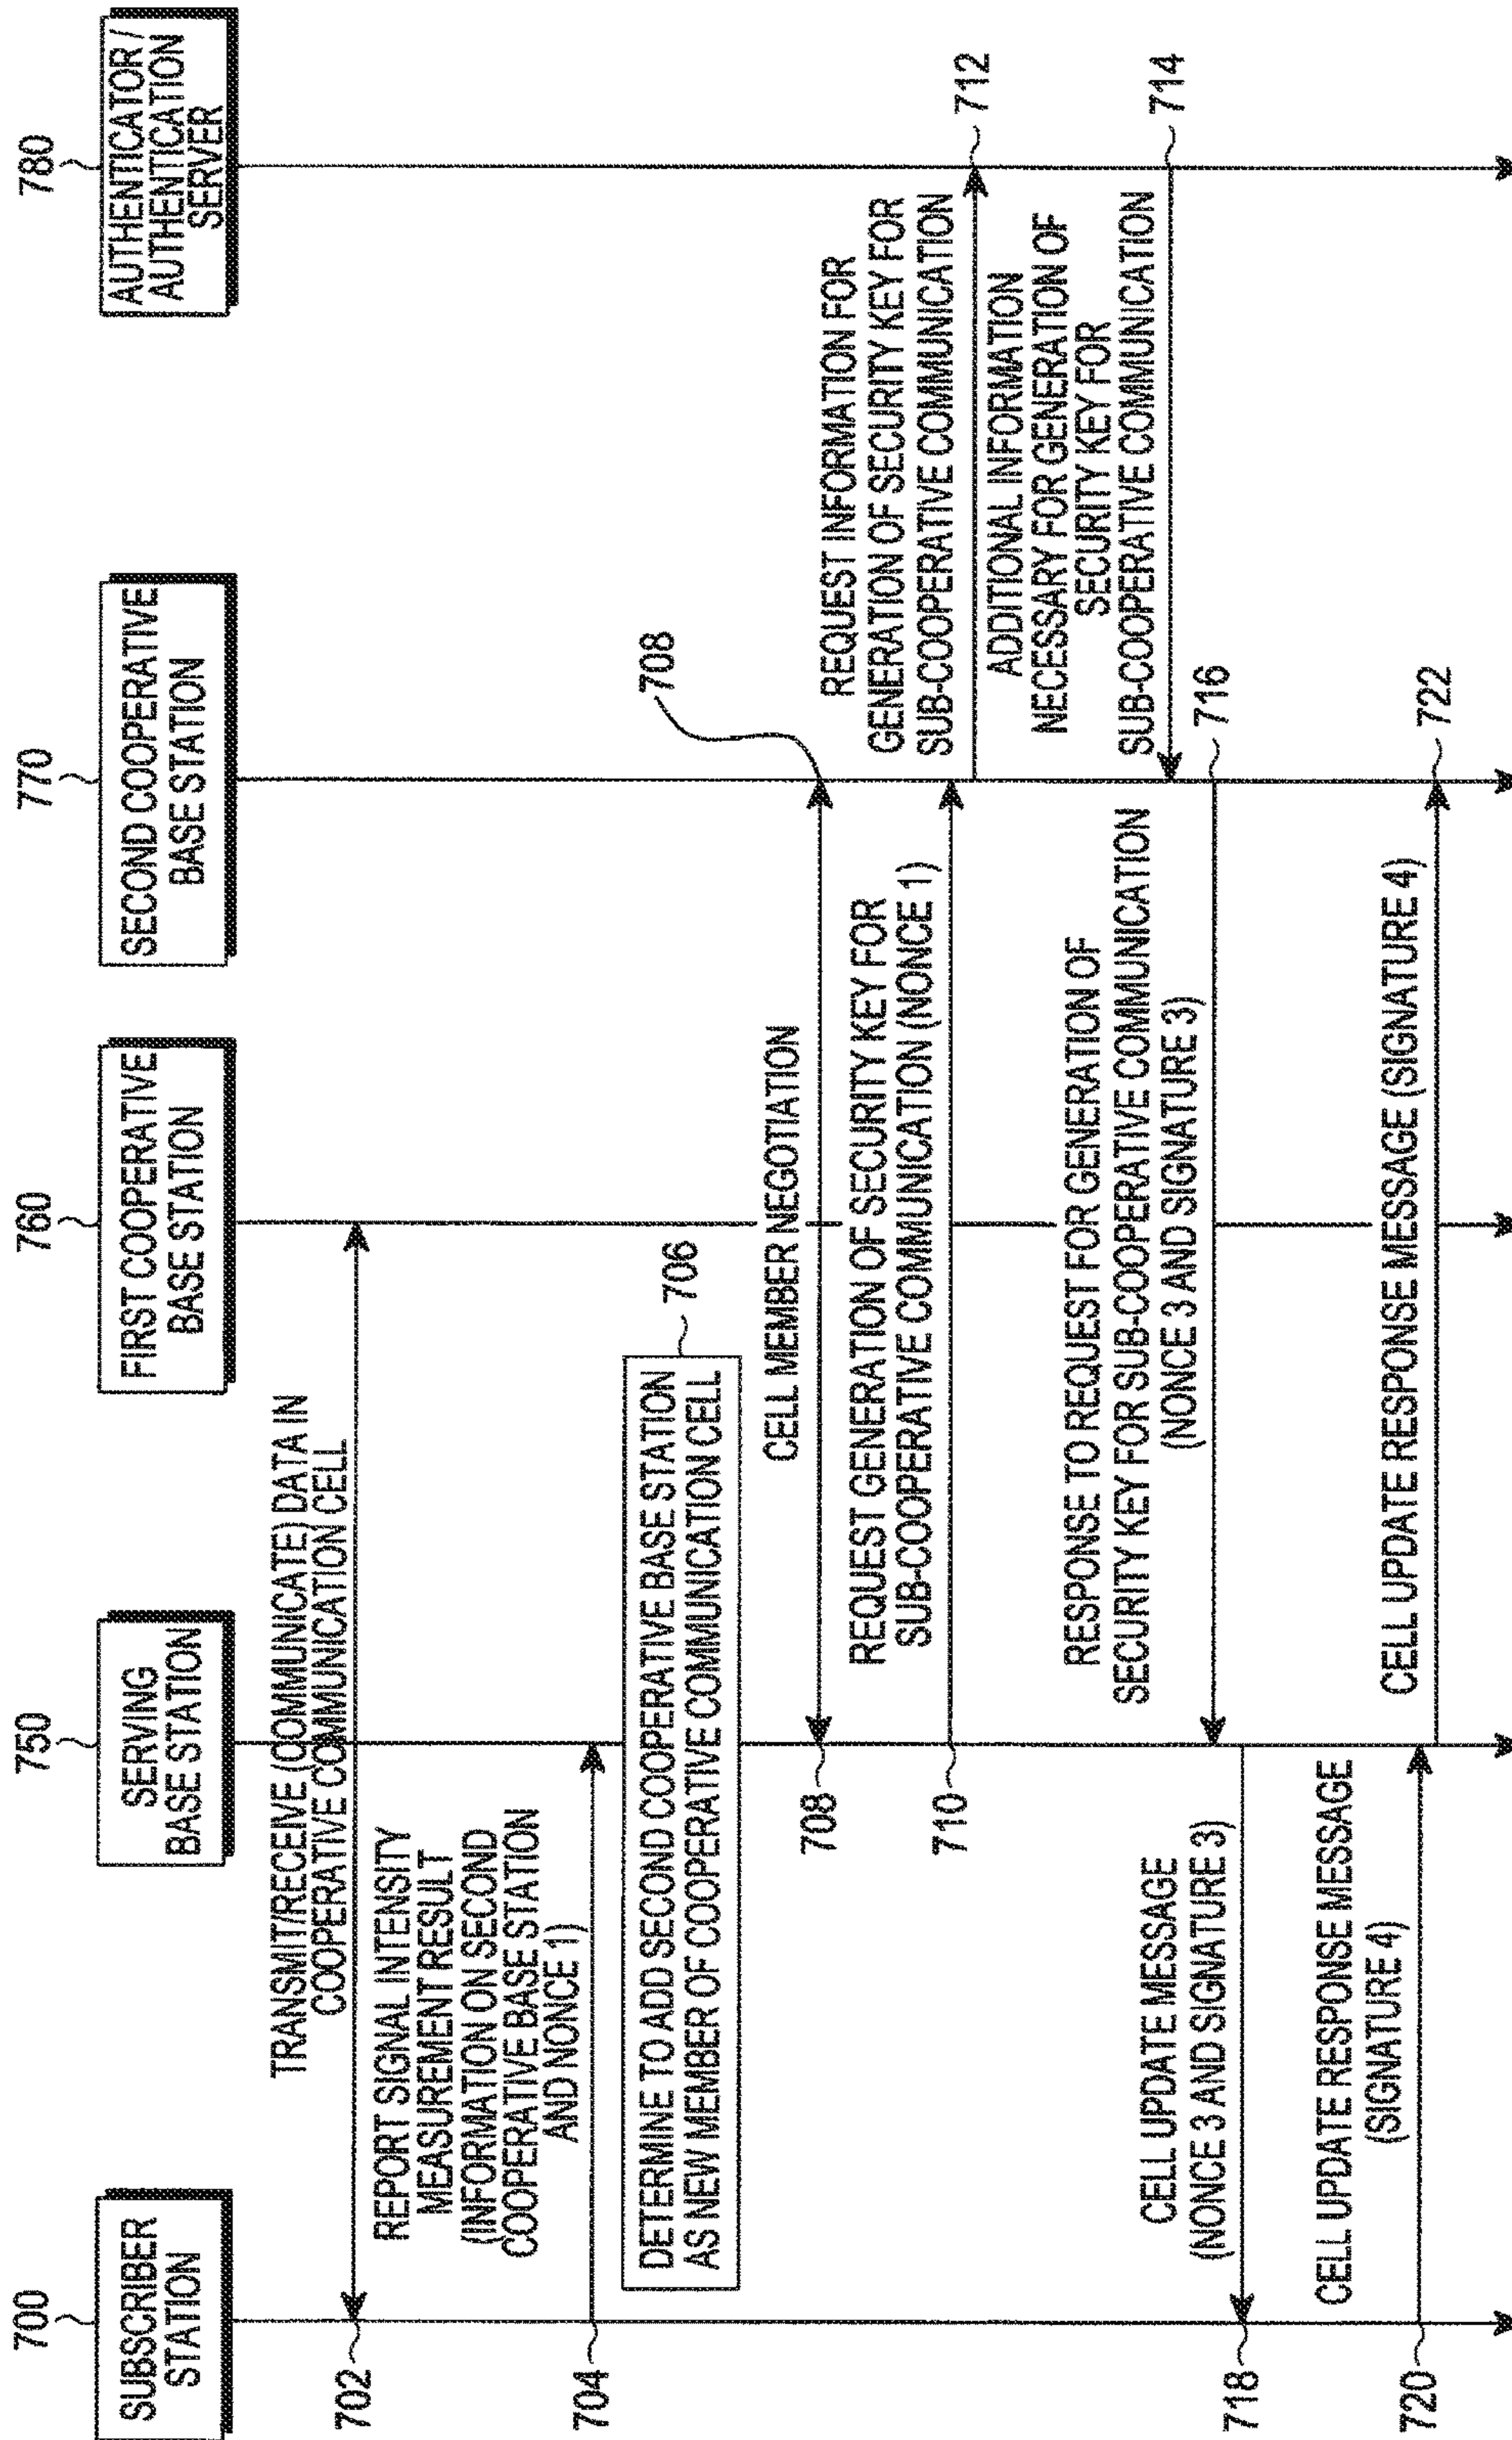 700
SUBSCRIBER
STATION
750
SERVING
BASE STATION
760
FIRST COOPERATIVE
BASE STATION
770
SECOND COOPERATIVE
BASE STATION
780
AUTHENTICATOR /
AUTHENTICATION
SERVER
TRANSMIT/RECEIVE (COMMUNICATE) DATA IN
COOPERATIVE COMMUNICATION CELL
702
REPORT SIGNAL INTENSITY
MEASUREMENT RESULT
(INFORMATION ON SECOND
COOPERATIVE BASE STATION
AND NONCE 1)
704
DETERMINE TO ADD SECOND COOPERATIVE BASE STATION
AS NEW MEMBER OF COOPERATIVE COMMUNICATION CELL
706
CELL MEMBER NEGOTIATION
708
708
REQUEST GENERATION OF SECURITY KEY FOR
SUB-COOPERATIVE COMMUNICATION (NONCE 1)
710
REQUEST INFORMATION FOR
GENERATION OF SECURITY KEY FOR
SUB-COOPERATIVE COMMUNICATION
712
ADDITIONAL INFORMATION
NECESSARY FOR GENERATION OF
SECURITY KEY FOR
SUB-COOPERATIVE COMMUNICATION
714
RESPONSE TO REQUEST FOR GENERATION OF
SECURITY KEY FOR SUB-COOPERATIVE COMMUNICATION
(NONCE 3 AND SIGNATURE 3)
716
CELL UPDATE MESSAGE
(NONCE 3 AND SIGNATURE 3)
718
CELL UPDATE RESPONSE MESSAGE
(SIGNATURE 4)
720
CELL UPDATE RESPONSE MESSAGE (SIGNATURE 4)
722